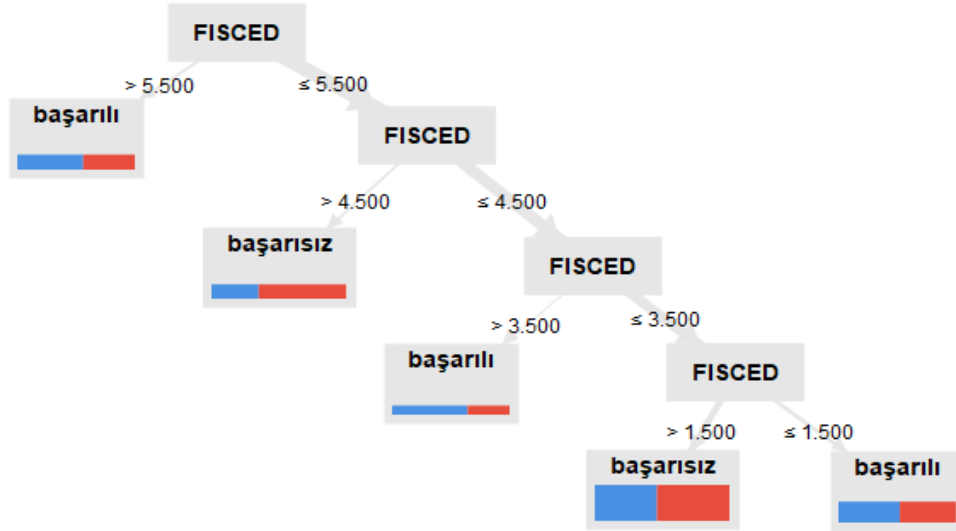 FISCED
> 5.500
≤ 5.500
başarılı
FISCED
> 4.500
≤ 4.500
başarısız
FISCED
> 3.500
≤ 3.500
başarılı
FISCED
> 1.500
≤ 1.500
başarısız
başarılı